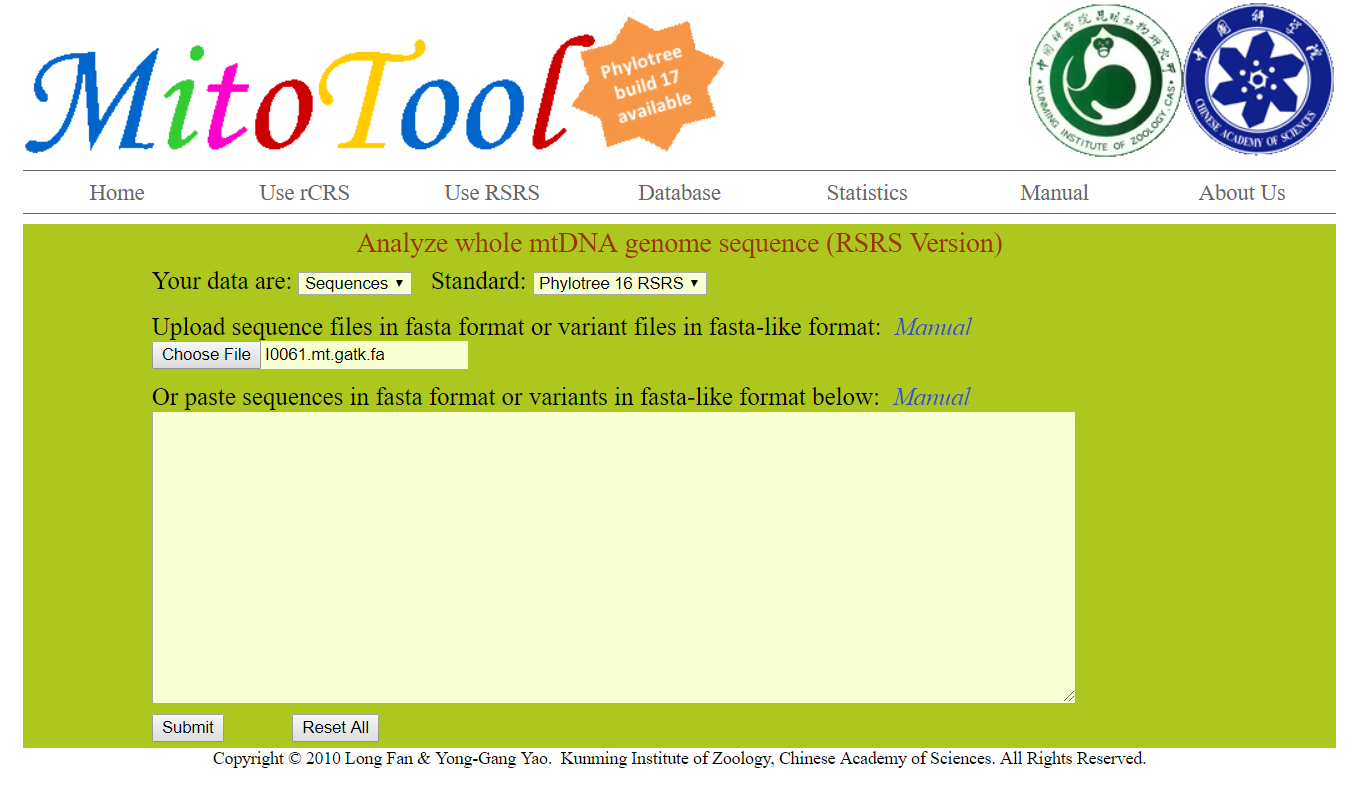 MitoTool
Phylotree
build 17
available
中国科学院昆明动物研究所
KUNMING INSTITUTE OF ZOOLOGY, CAS
中国科学院
CHINESE ACADEMY OF SCIENCES
Home Use rCRS Use RSRS Database Statistics Manual About Us
Analyze whole mtDNA genome sequence (RSRS Version)
Your data are: Sequences ▼ Standard: Phylotree 16 RSRS ▼
Upload sequence files in fasta format or variant files in fasta-like format: Manual
Choose File I0061.mt.gatk.fa
Or paste sequences in fasta format or variants in fasta-like format below: Manual
Submit Reset All
Copyright © 2010 Long Fan & Yong-Gang Yao. Kunming Institute of Zoology, Chinese Academy of Sciences. All Rights Reserved.